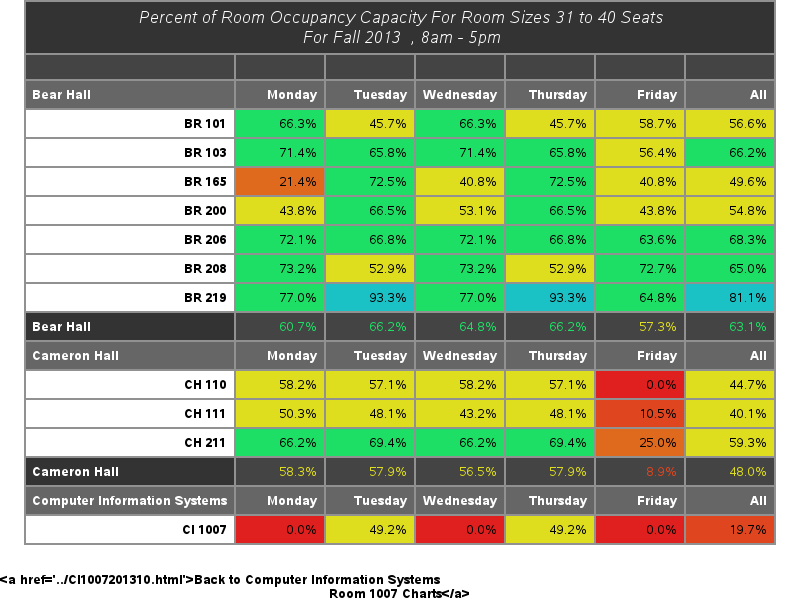 Percent of Room Occupancy Capacity For Room Sizes 31 to 40 Seats
For Fall 2013 , 8am - 5pm
Bear Hall Monday Tuesday Wednesday Thursday Friday All
BR 101 66.3% 45.7% 66.3% 45.7% 58.7% 56.6%
BR 103 71.4% 65.8% 71.4% 65.8% 56.4% 66.2%
BR 165 21.4% 72.5% 40.8% 72.5% 40.8% 49.6%
BR 200 43.8% 66.5% 53.1% 66.5% 43.8% 54.8%
BR 206 72.1% 66.8% 72.1% 66.8% 63.6% 68.3%
BR 208 73.2% 52.9% 73.2% 52.9% 72.7% 65.0%
BR 219 77.0% 93.3% 77.0% 93.3% 64.8% 81.1%
Bear Hall 60.7% 66.2% 64.8% 66.2% 57.3% 63.1%
Cameron Hall Monday Tuesday Wednesday Thursday Friday All
CH 110 58.2% 57.1% 58.2% 57.1% 0.0% 44.7%
CH 111 50.3% 48.1% 43.2% 48.1% 10.5% 40.1%
CH 211 66.2% 69.4% 66.2% 69.4% 25.0% 59.3%
Cameron Hall 58.3% 57.9% 56.5% 57.9% 8.9% 48.0%
Computer Information Systems Monday Tuesday Wednesday Thursday Friday All
CI 1007 0.0% 49.2% 0.0% 49.2% 0.0% 19.7%
<a href='../CI1007201310.html'>Back to Computer Information Systems
Room 1007 Charts</a>